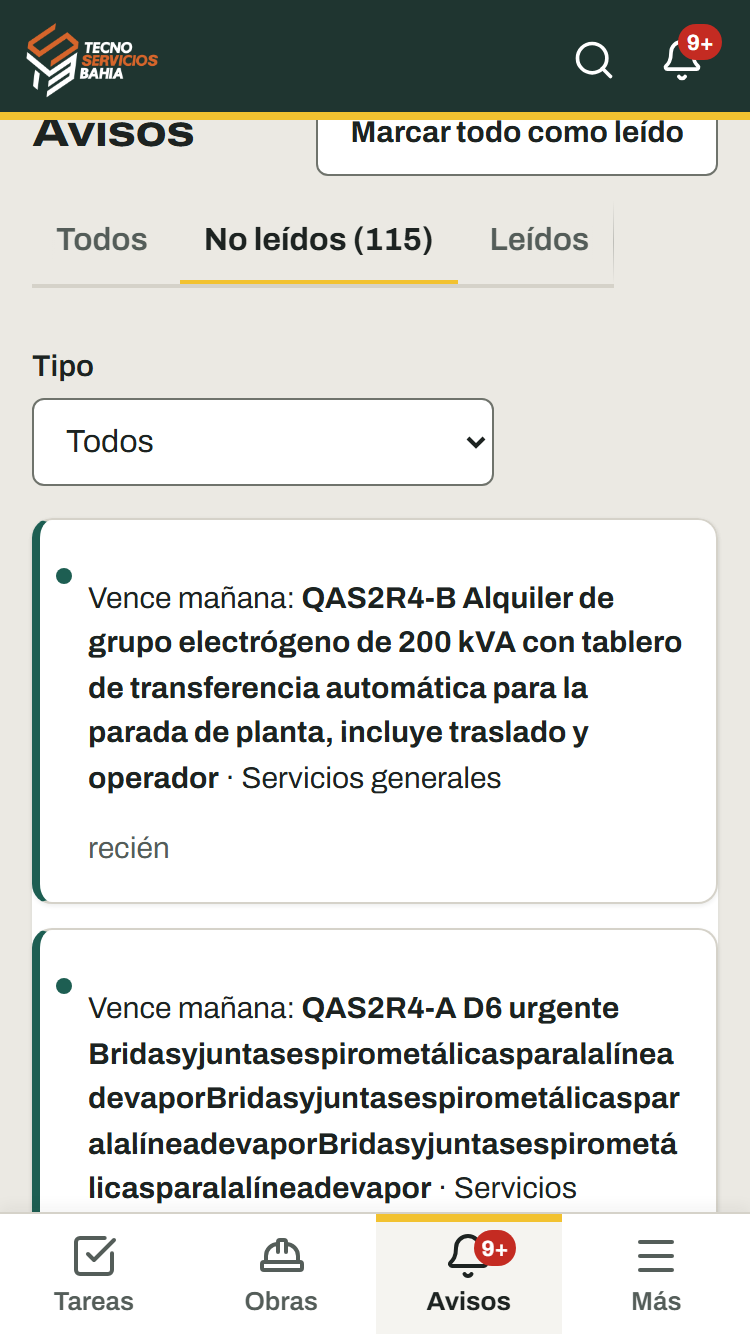 TECNO
SERVICIOS
BAHIA
9+
Avisos
Marcar todo como leído
Todos
No leídos (115)
Leídos
Tipo
Todos
Vence mañana: QAS2R4-B Alquiler de
grupo electrógeno de 200 kVA con tablero
de transferencia automática para la
parada de planta, incluye traslado y
operador · Servicios generales
recién
Vence mañana: QAS2R4-A D6 urgente
Bridasyjuntasespirometálicasparalalínea
devaporBridasyjuntasespirometálicaspar
alalíneadevaporBridasyjuntasespirometá
licasparalalíneadevapor · Servicios
9+
Tareas
Obras
Avisos
Más